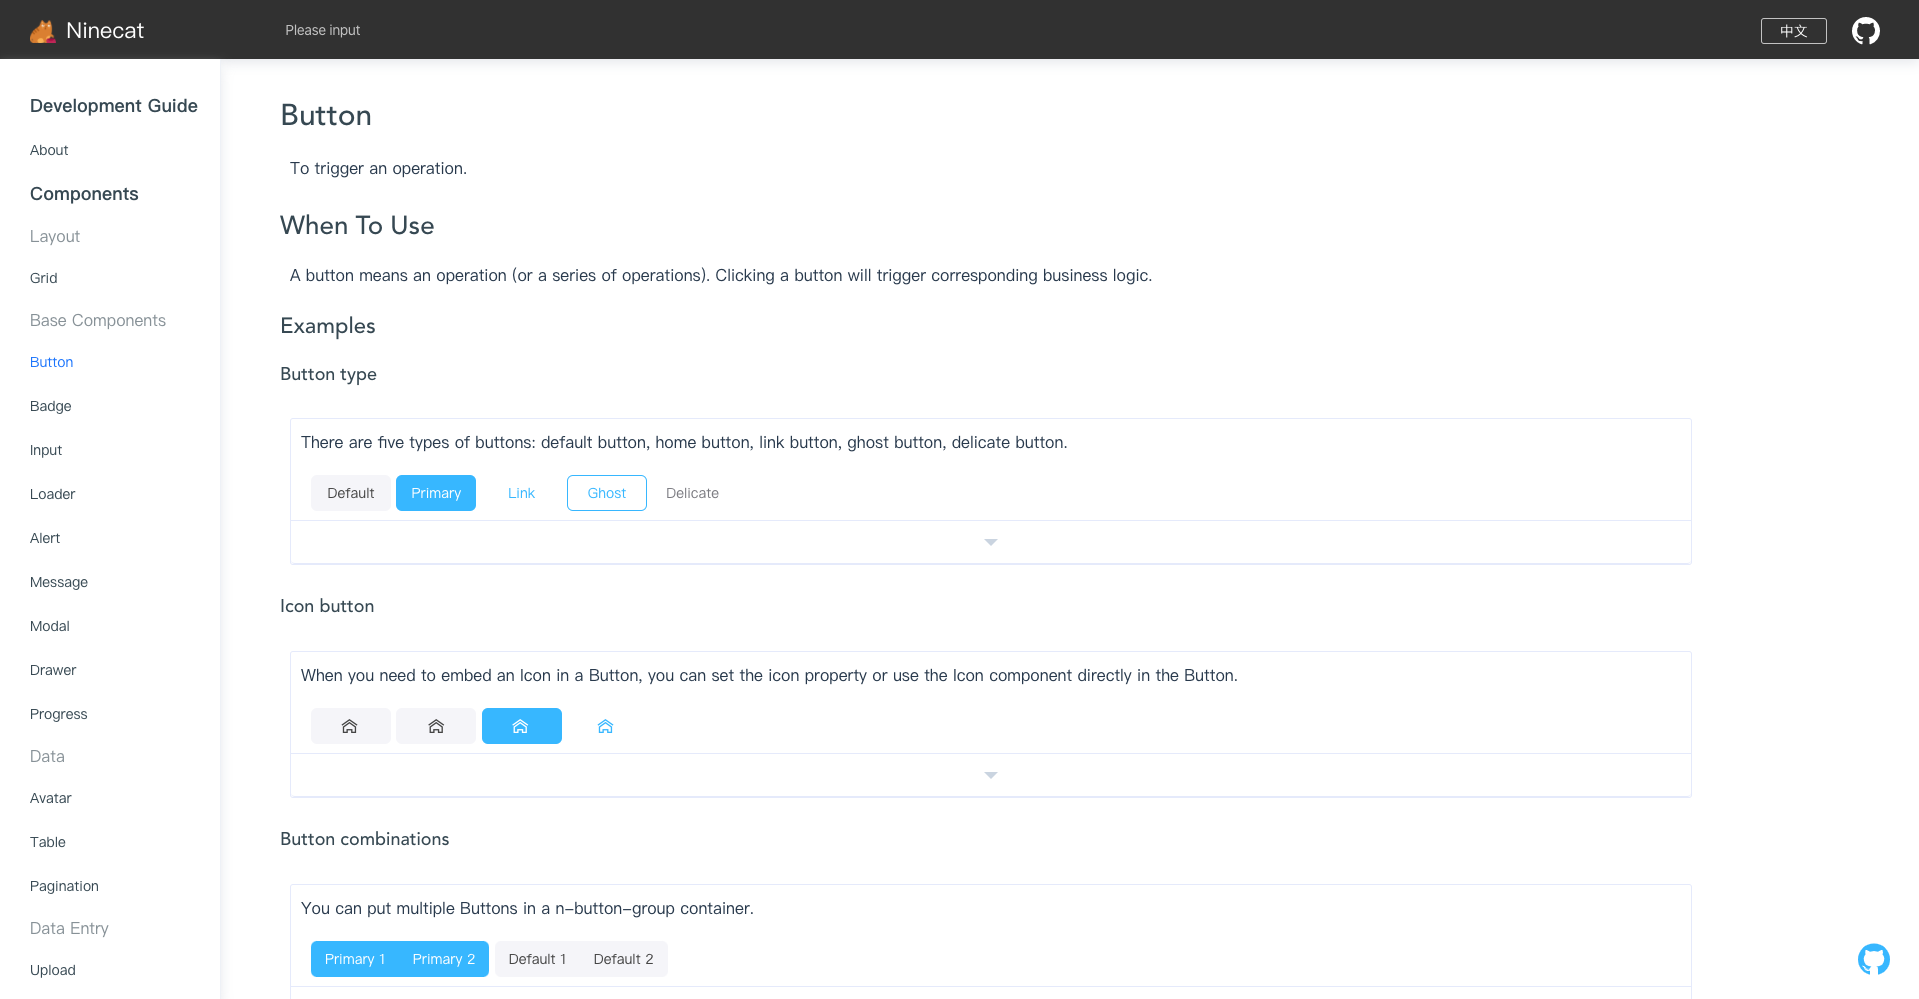 Ninecat
Please input
中文
Development Guide
About
Components
Layout
Grid
Base Components
Button
Badge
Input
Loader
Alert
Message
Modal
Drawer
Progress
Data
Avatar
Table
Pagination
Data Entry
Upload
Button
To trigger an operation.
When To Use
A button means an operation (or a series of operations). Clicking a button will trigger corresponding business logic.
Examples
Button type
There are five types of buttons: default button, home button, link button, ghost button, delicate button.
Default Primary Link Ghost Delicate
Icon button
When you need to embed an Icon in a Button, you can set the icon property or use the Icon component directly in the Button.
Button combinations
You can put multiple Buttons in a n-button-group container.
Primary 1 Primary 2 Default 1 Default 2